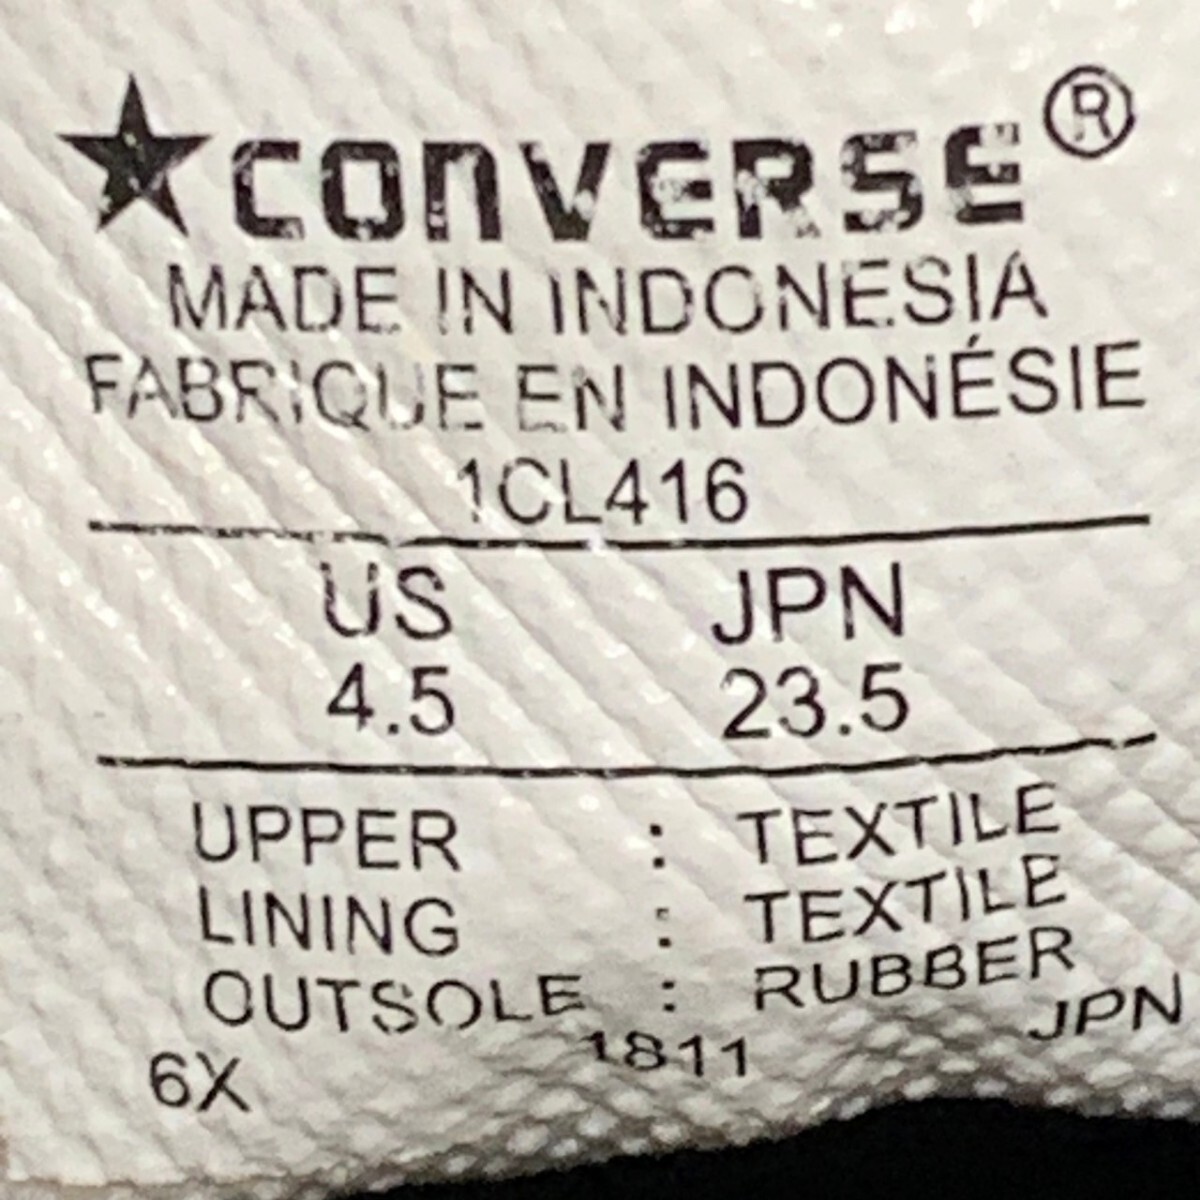 ★CONVERSE®
MADE IN INDONESIA
FABRIQUE EN INDONÉSIE
1CL416
US JPN
4.5 23.5
UPPER : TEXTILE
LINING : TEXTILE
OUTSOLE : RUBBER
6X 1811 JPN